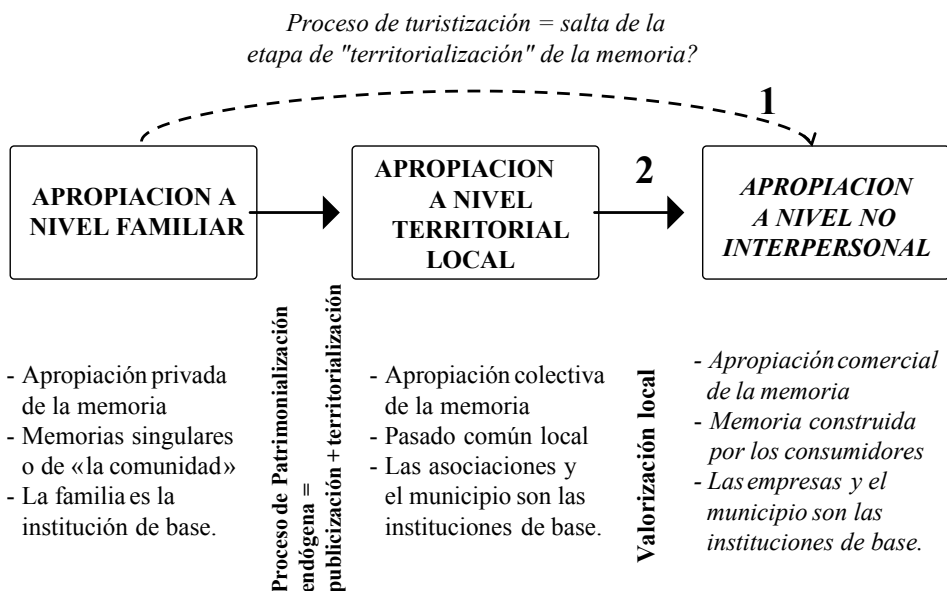 Proceso de turistización = salta de la
etapa de "territorialización" de la memoria?
1
APROPIACION A
NIVEL FAMILIAR
APROPIACION
A NIVEL
TERRITORIAL
LOCAL
2
APROPIACION
A NIVEL NO
INTERPERSONAL
- Apropiación privada
de la memoria
- Memorias singulares
o de «la comunidad»
- La familia es la
institución de base.
Proceso de Patrimonialización
endógena =
publicización + territorialización
- Apropiación colectiva
de la memoria
- Pasado común local
- Las asociaciones y
el municipio son las
instituciones de base.
Valorización local
- Apropiación comercial
de la memoria
- Memoria construida
por los consumidores
- Las empresas y el
municipio son las
instituciones de base.